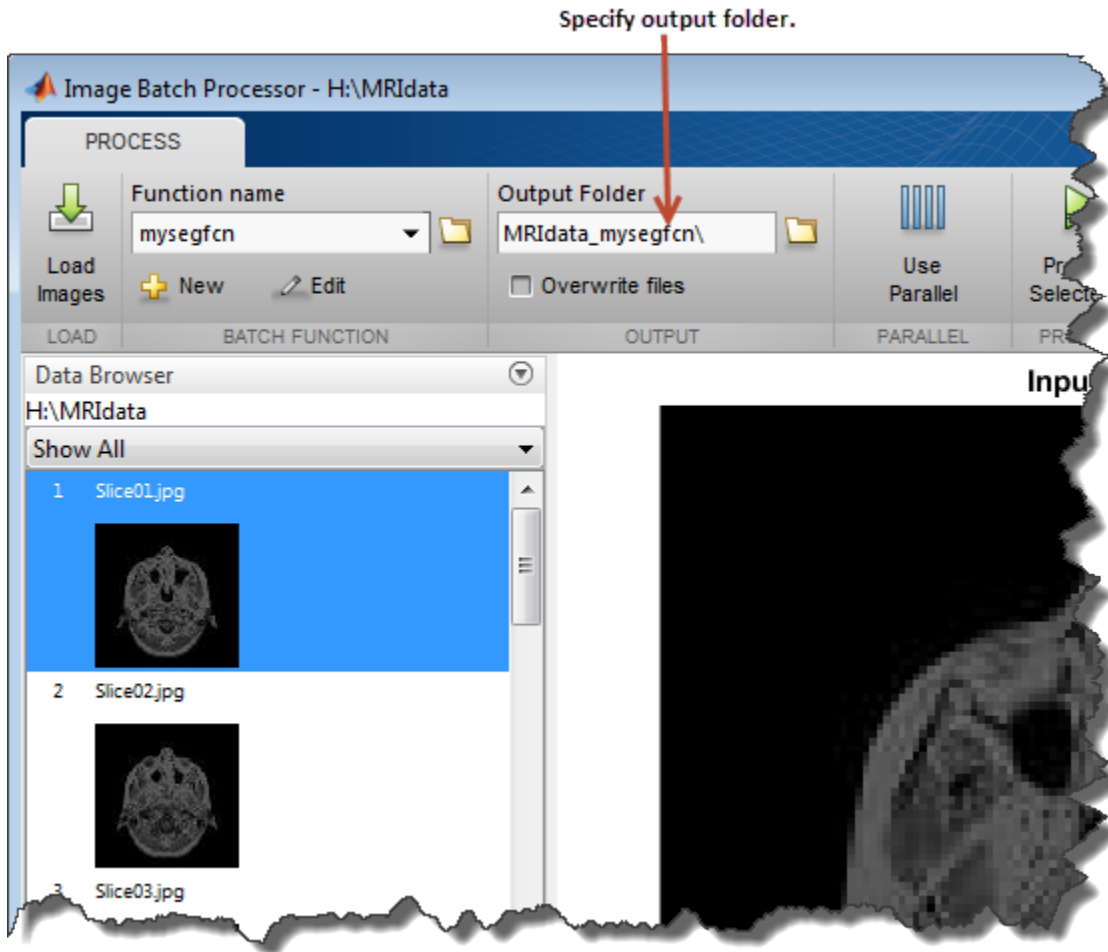 Specify output folder.
Image Batch Processor - H:\MRIdata
PROCESS
Function name
Output Folder
mysegfcn
MRIdata_mysegfcn\
Load
Images
New
Edit
Overwrite files
Use
Parallel
LOAD
BATCH FUNCTION
OUTPUT
PARALLEL
Data Browser
H:\MRIdata
Show All
1 Slice01.jpg
2 Slice02.jpg
3 Slice03.jpg